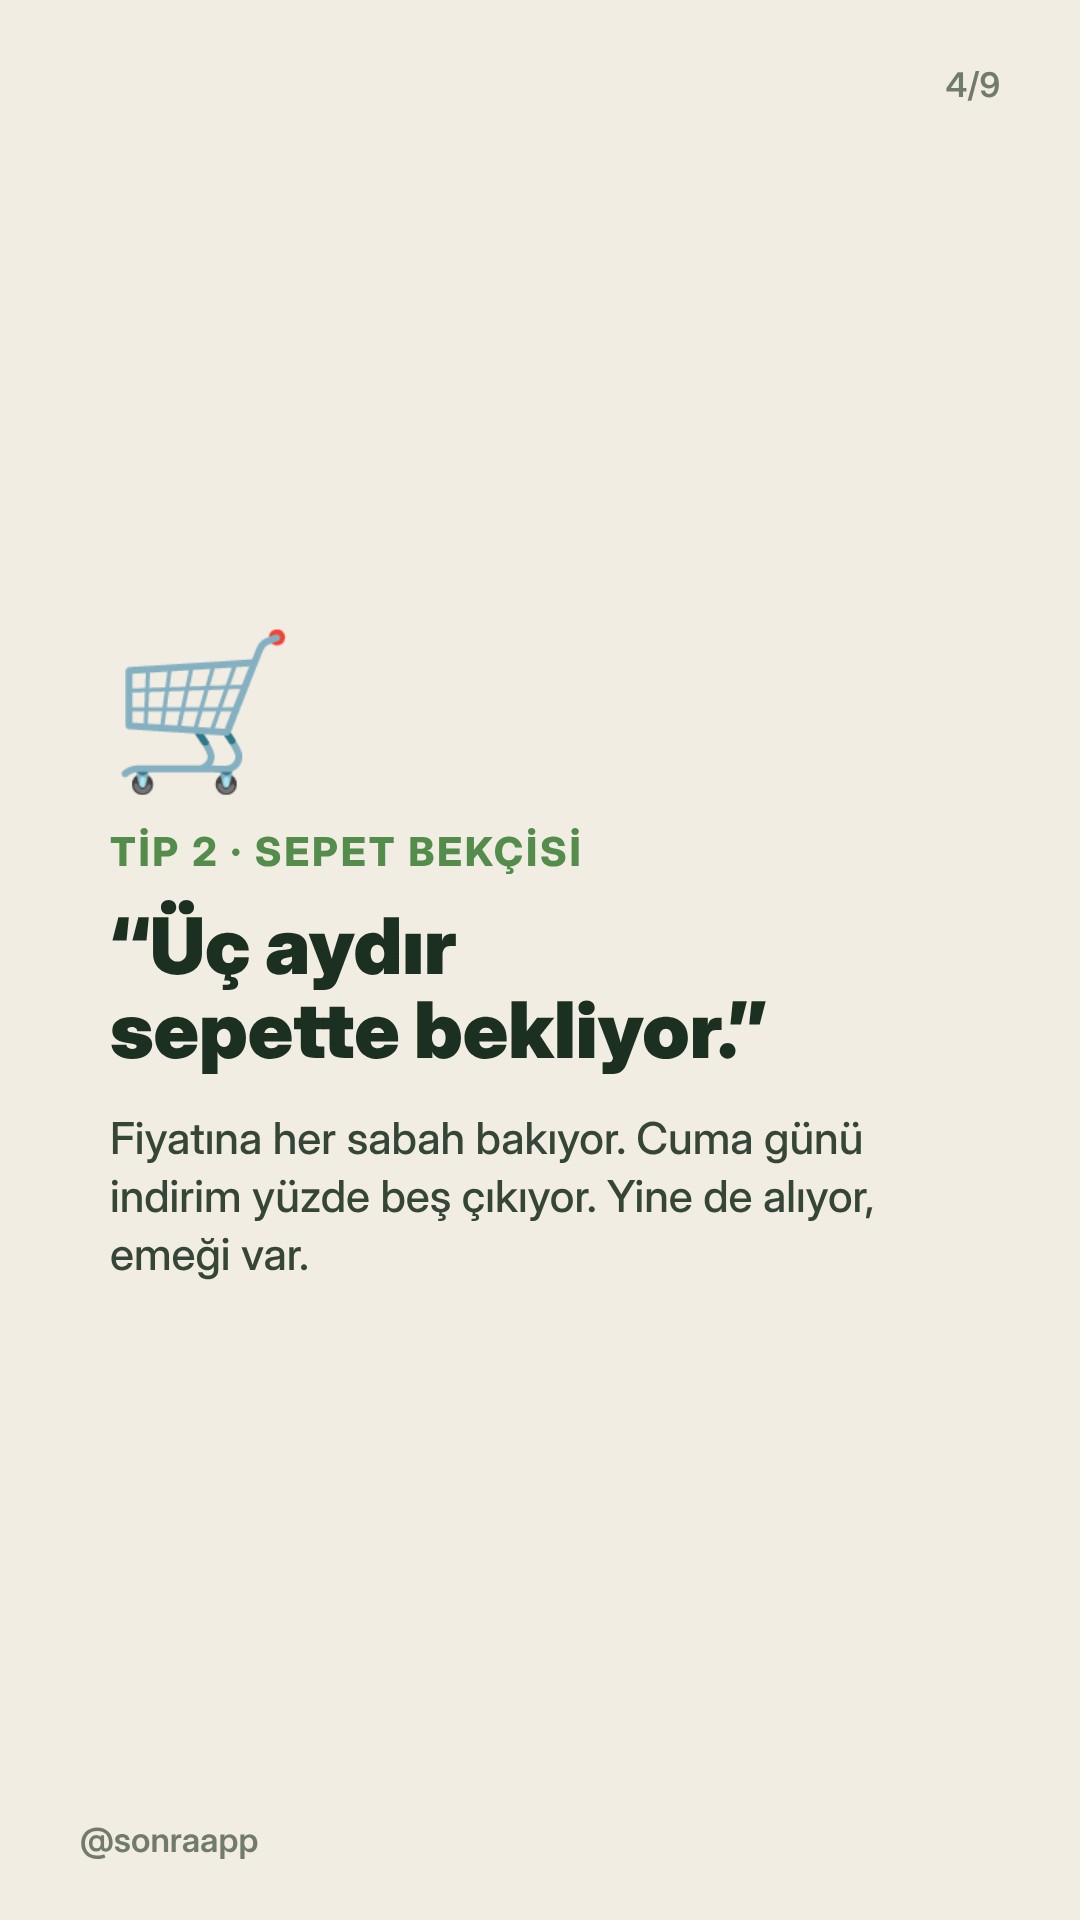 4/9
TİP 2 · SEPET BEKÇİSİ
“Üç aydır
sepette bekliyor.”
Fiyatına her sabah bakıyor. Cuma günü
indirim yüzde beş çıkıyor. Yine de alıyor,
emeği var.
@sonraapp